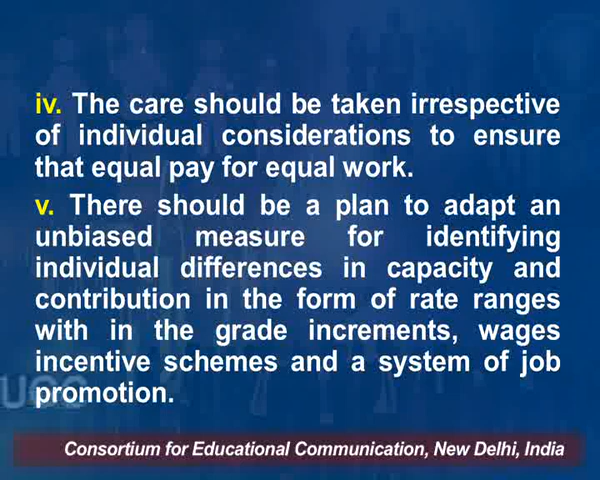 iv. The care should be taken irrespective
of individual considerations to ensure
that equal pay for equal work.
v. There should be a plan to adapt an
unbiased measure for identifying
individual differences in capacity and
contribution in the form of rate ranges
with in the grade increments, wages
incentive schemes and a system of job
promotion.
Consortium for Educational Communication, New Delhi, India